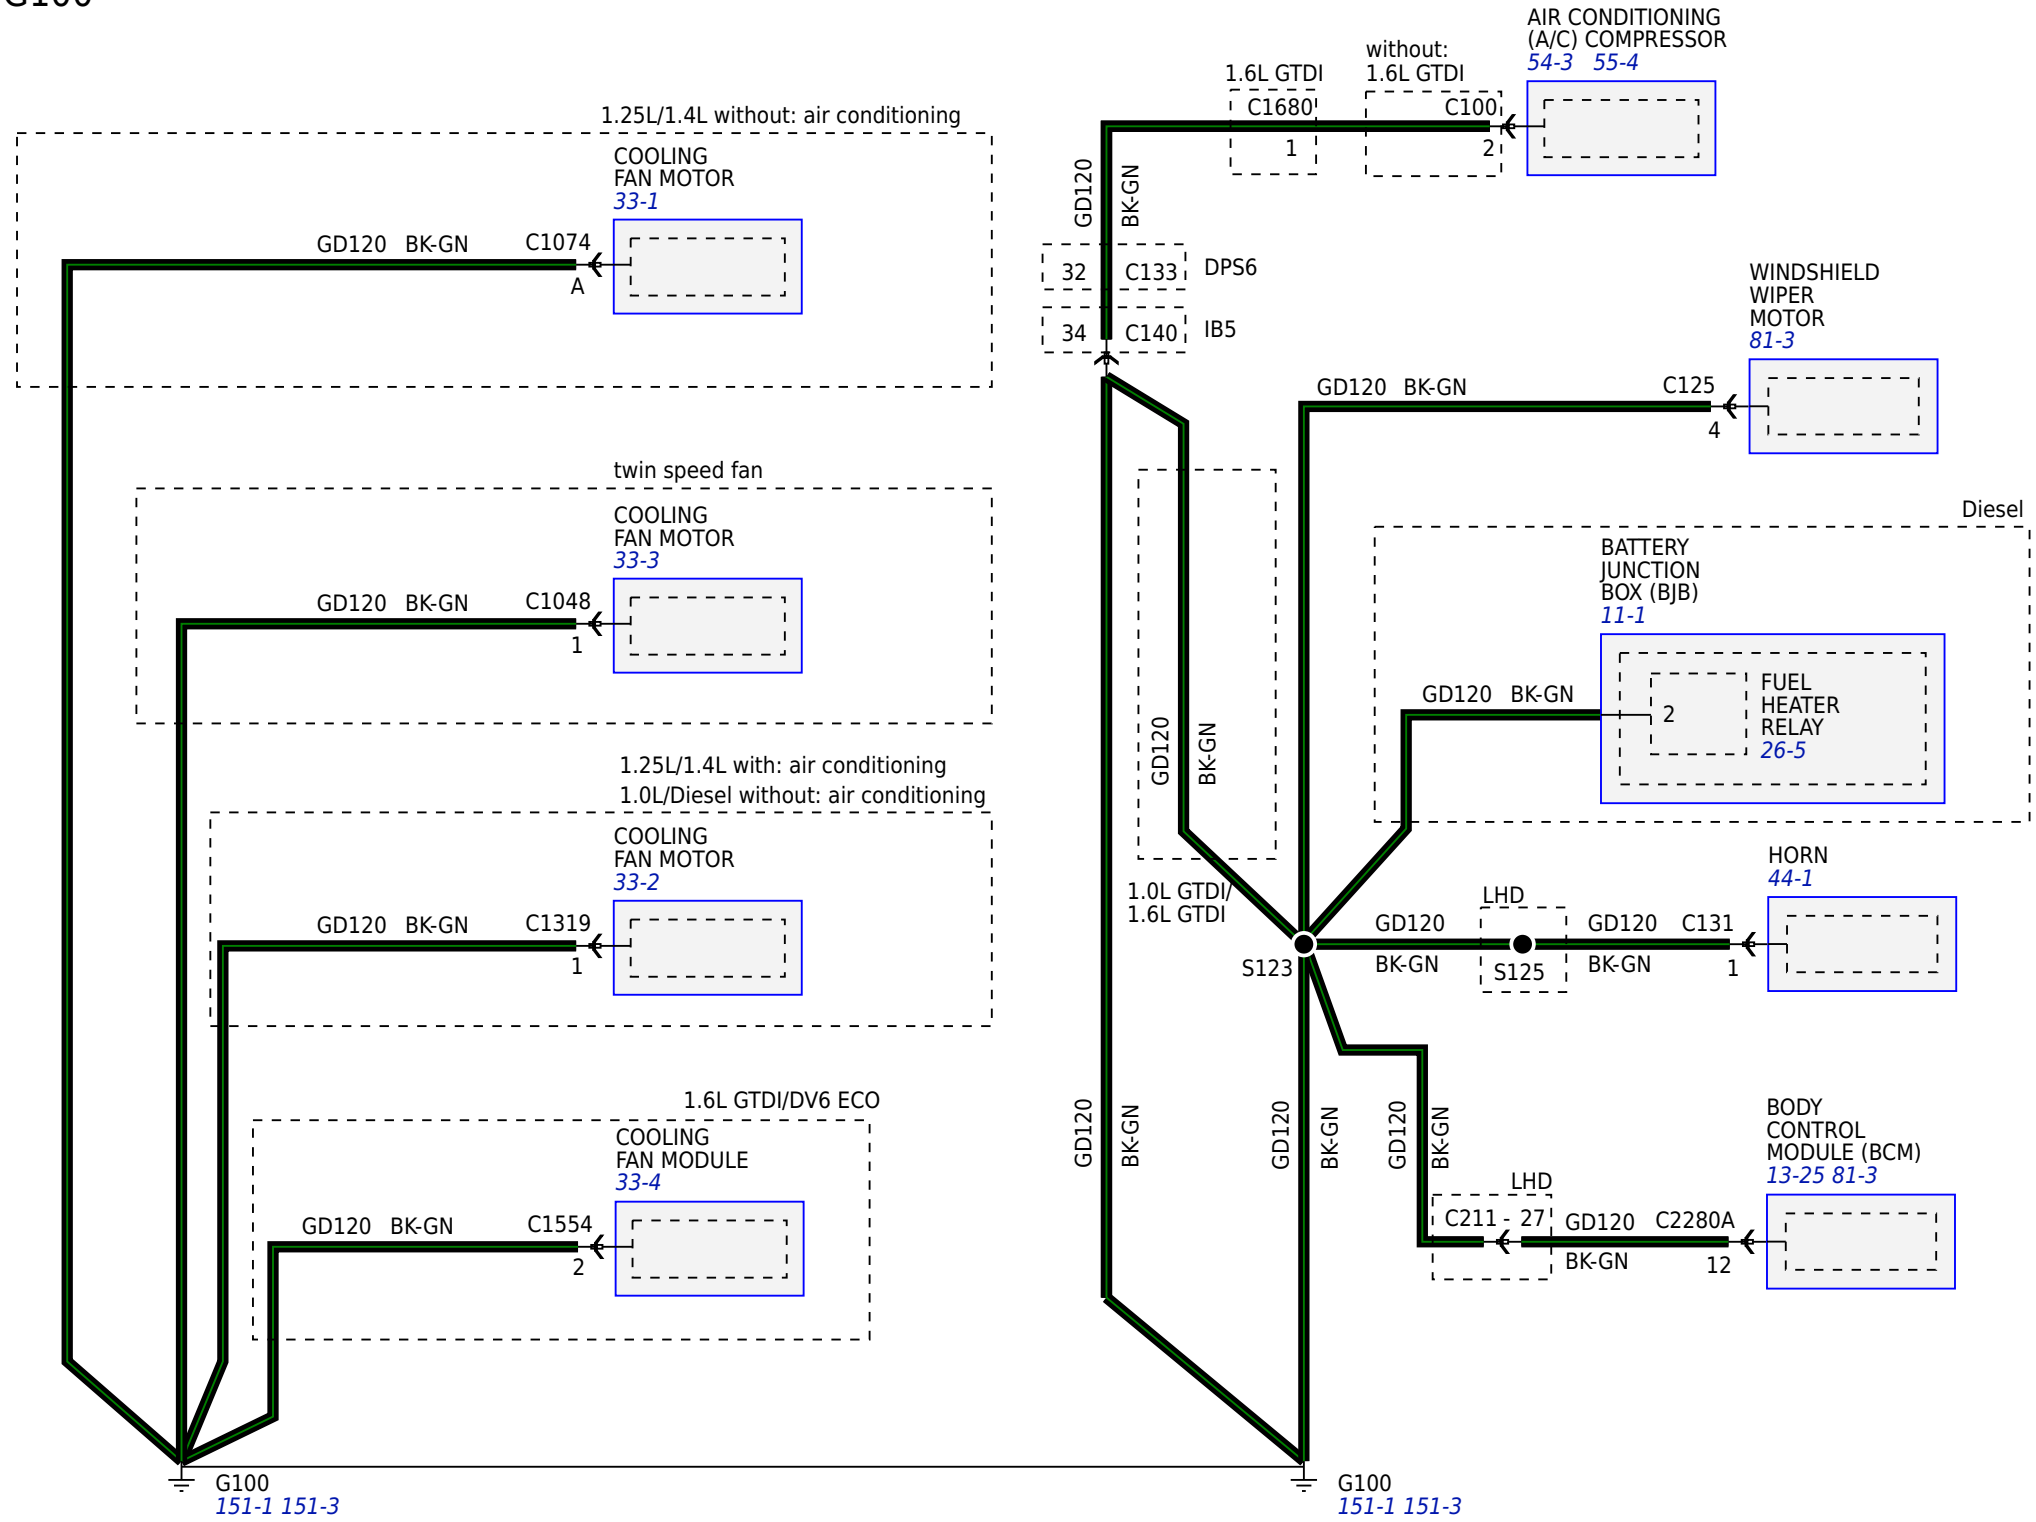 G100
1.25L/1.4L without: air conditioning
COOLING
FAN MOTOR
33-1
GD120 BK-GN C1074
A
twin speed fan
COOLING
FAN MOTOR
33-3
GD120 BK-GN C1048
1
1.25L/1.4L with: air conditioning
1.0L/Diesel without: air conditioning
COOLING
FAN MOTOR
33-2
GD120 BK-GN C1319
1
1.6L GTDI/DV6 ECO
COOLING
FAN MODULE
33-4
GD120 BK-GN C1554
2
G100
151-1 151-3
AIR CONDITIONING
(A/C) COMPRESSOR
54-3 55-4
1.6L GTDI
C1680
1
without:
1.6L GTDI
C100
2
GD120
BK-GN
32 C133 DPS6
34 C140 IB5
WINDSHIELD
WIPER
MOTOR
81-3
GD120 BK-GN C125
4
Diesel
BATTERY
JUNCTION
BOX (BJB)
11-1
GD120 BK-GN
2
FUEL
HEATER
RELAY
26-5
GD120
BK-GN
1.0L GTDI/
1.6L GTDI
HORN
44-1
LHD
GD120
BK-GN
S125
GD120 C131
BK-GN 1
S123
GD120
BK-GN
GD120
BK-GN
GD120
BK-GN
BODY
CONTROL
MODULE (BCM)
13-25 81-3
LHD
C211 - 27
GD120 C2280A
BK-GN 12
G100
151-1 151-3